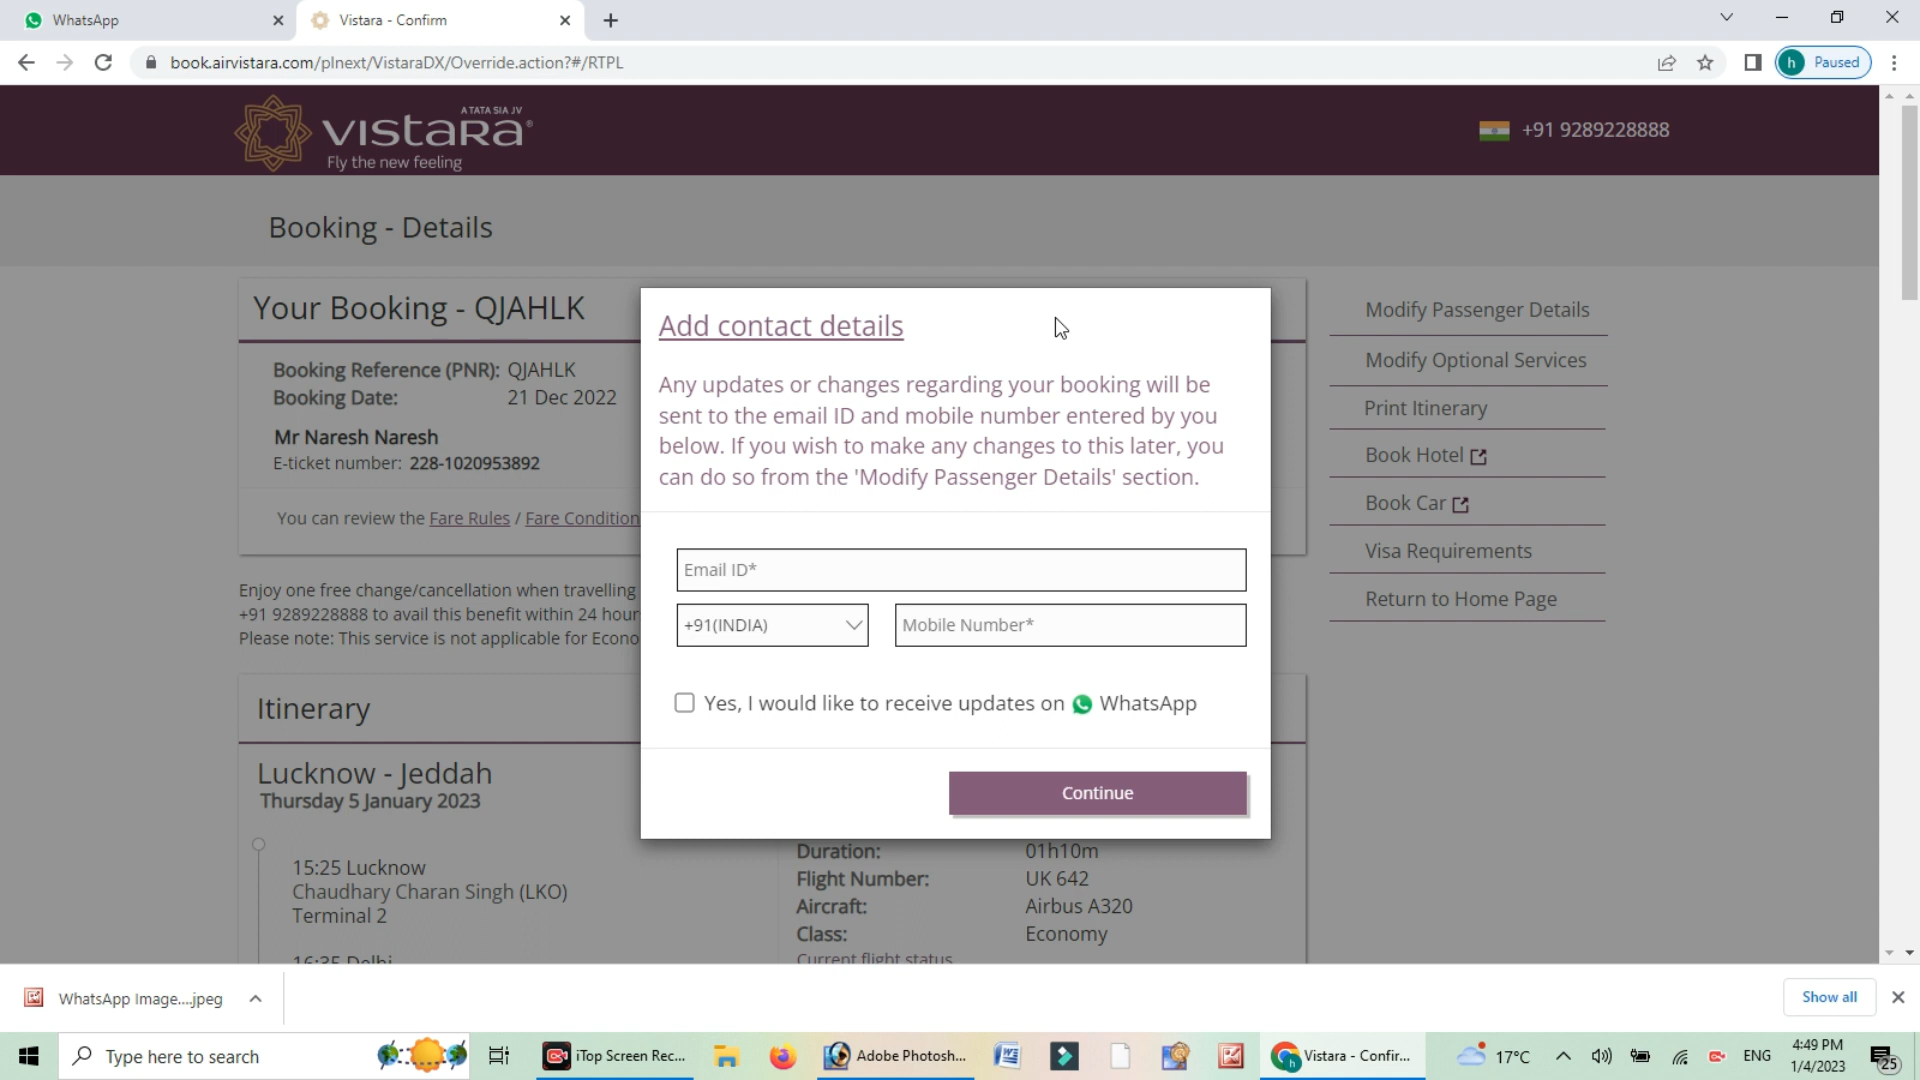 WhatsApp
Vistara - Confirm
book.airvistara.com/plnext/VistaraDX/Override.action?#/RTPL
h Paused
A TATA SIA JV
vistara
Fly the new feeling
+91 9289228888
Booking - Details
Your Booking - QJAHLK
Booking Reference (PNR): QJAHLK
Booking Date: 21 Dec 2022
Mr Naresh Naresh
E-ticket number: 228-1020953892
You can review the Fare Rules / Fare Condition
Enjoy one free change/cancellation when travelling
+91 9289228888 to avail this benefit within 24 hour
Please note: This service is not applicable for Econo
Itinerary
Lucknow - Jeddah
Thursday 5 January 2023
15:25 Lucknow
Chaudhary Charan Singh (LKO)
Terminal 2
16:35 Delhi
Add contact details
Any updates or changes regarding your booking will be
sent to the email ID and mobile number entered by you
below. If you wish to make any changes to this later, you
can do so from the 'Modify Passenger Details' section.
Email ID*
+91(INDIA)
Mobile Number*
Yes, I would like to receive updates on WhatsApp
Continue
Duration: 01h10m
Flight Number: UK 642
Aircraft: Airbus A320
Class: Economy
Current flight status
Modify Passenger Details
Modify Optional Services
Print Itinerary
Book Hotel
Book Car
Visa Requirements
Return to Home Page
WhatsApp Image....jpeg
Show all
Type here to search
iTop Screen Rec...
Adobe Photosh...
Vistara - Confir...
17°C
ENG
4:49 PM
1/4/2023
25